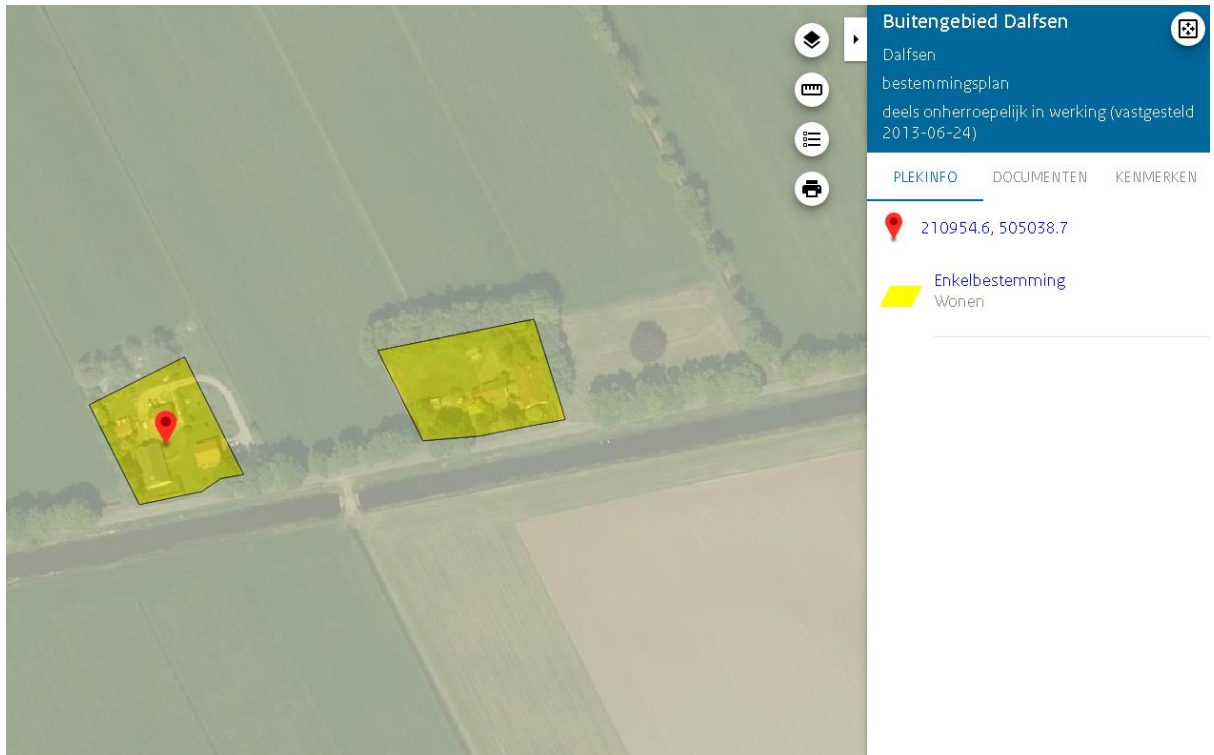 Buitengebied Dalfsen
Dalfsen
bestemmingsplan
deels onherroepelijk in werking (vastgesteld
2013-06-24)
PLEKINFO DOCUMENTEN KENMERKEN
210954.6, 505038.7
Enkelbestemming
Wonen